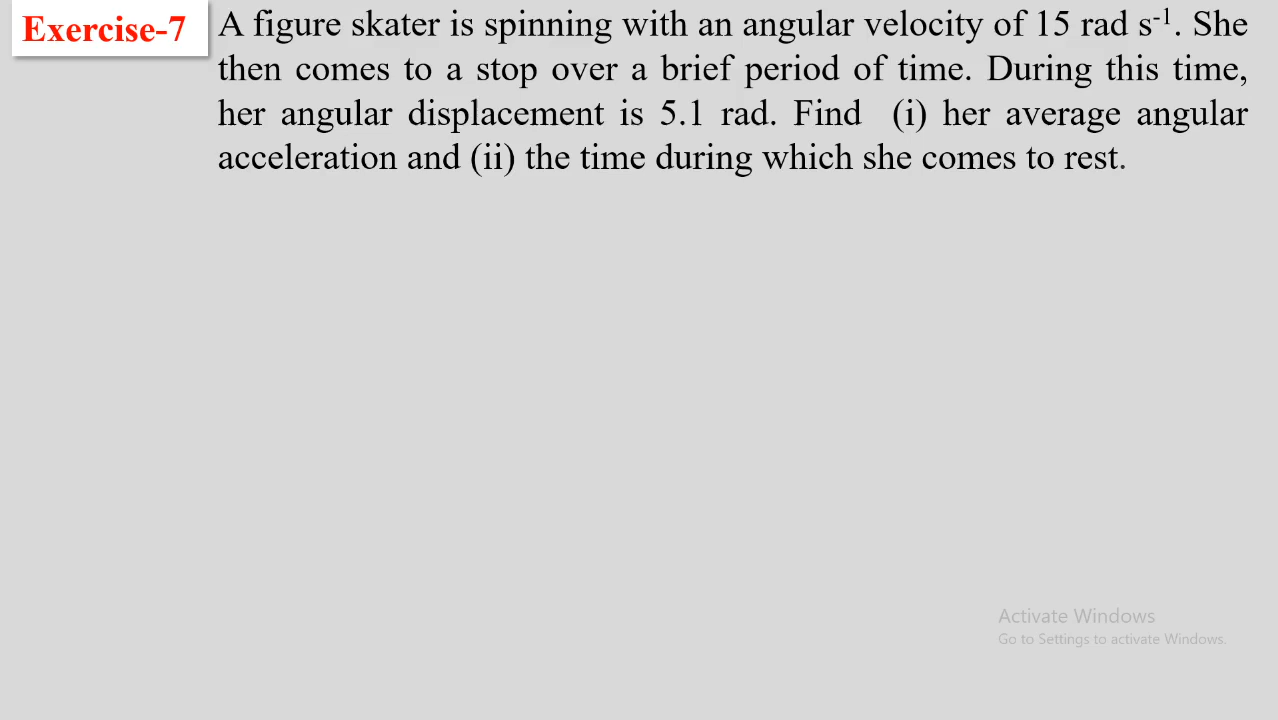 Exercise-7
A figure skater is spinning with an angular velocity of 15 rad s⁻¹. She
then comes to a stop over a brief period of time. During this time,
her angular displacement is 5.1 rad. Find (i) her average angular
acceleration and (ii) the time during which she comes to rest.
Activate Windows
Go to Settings to activate Windows.